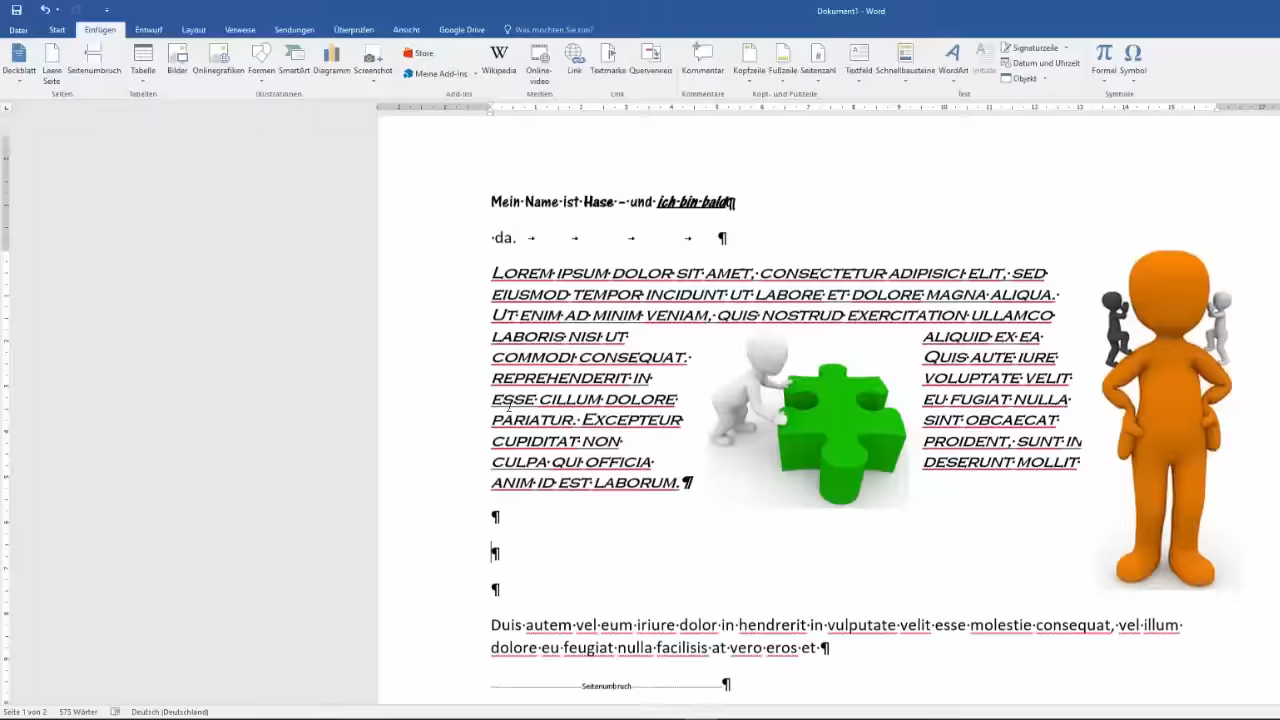 Dokument1 - Word
Datei Start Einfügen Entwurf Layout Verweise Sendungen Überprüfen Ansicht Google Drive Was möchten Sie tun?
Deckblatt Leere Seite Seitenumbruch Tabelle Bilder Onlinegrafiken Formen SmartArt Diagramm Screenshot Store Meine Add-Ins Wikipedia Online-video Link Textmarke Querverweis Kommentar Kopfzeile Fußzeile Seitenzahl Textfeld Schnellbausteine WordArt Initiale Signaturzeile Datum und Uhrzeit Objekt Formel Symbol
Seiten Tabellen Illustrationen Add-Ins Medien Link Kommentare Kopf- und Fußzeile Text Symbole
Mein·Name·ist·Hase·–·und·ich·bin·bald¶
·da. → → → → ¶
LOREM·IPSUM·DOLOR·SIT·AMET,·CONSECTETUR·ADIPISICI·ELIT,·SED·
EIUSMOD·TEMPOR·INCIDUNT·UT·LABORE·ET·DOLORE·MAGNA·ALIQUA.·
UT·ENIM·AD·MINIM·VENIAM,·QUIS·NOSTRUD·EXERCITATION·ULLAMCO·
LABORIS·NISI·UT· ALIQUID·EX·EA·
COMMODI·CONSEQUAT.· QUIS·AUTE·IURE·
REPREHENDERIT·IN· VOLUPTATE·VELIT·
ESSE·CILLUM·DOLORE· EU·FUGIAT·NULLA·
PARIATUR.·EXCEPTEUR· SINT·OBCAECAT·
CUPIDITAT·NON· PROIDENT,·SUNT·IN
CULPA·QUI·OFFICIA· DESERUNT·MOLLIT·
ANIM·ID·EST·LABORUM.¶
¶
¶
¶
Duis·autem·vel·eum·iriure·dolor·in·hendrerit·in·vulputate·velit·esse·molestie·consequat,·vel·illum·
dolore·eu·feugiat·nulla·facilisis·at·vero·eros·et·¶
Seitenumbruch ¶
Seite 1 von 2 575 Wörter Deutsch (Deutschland)